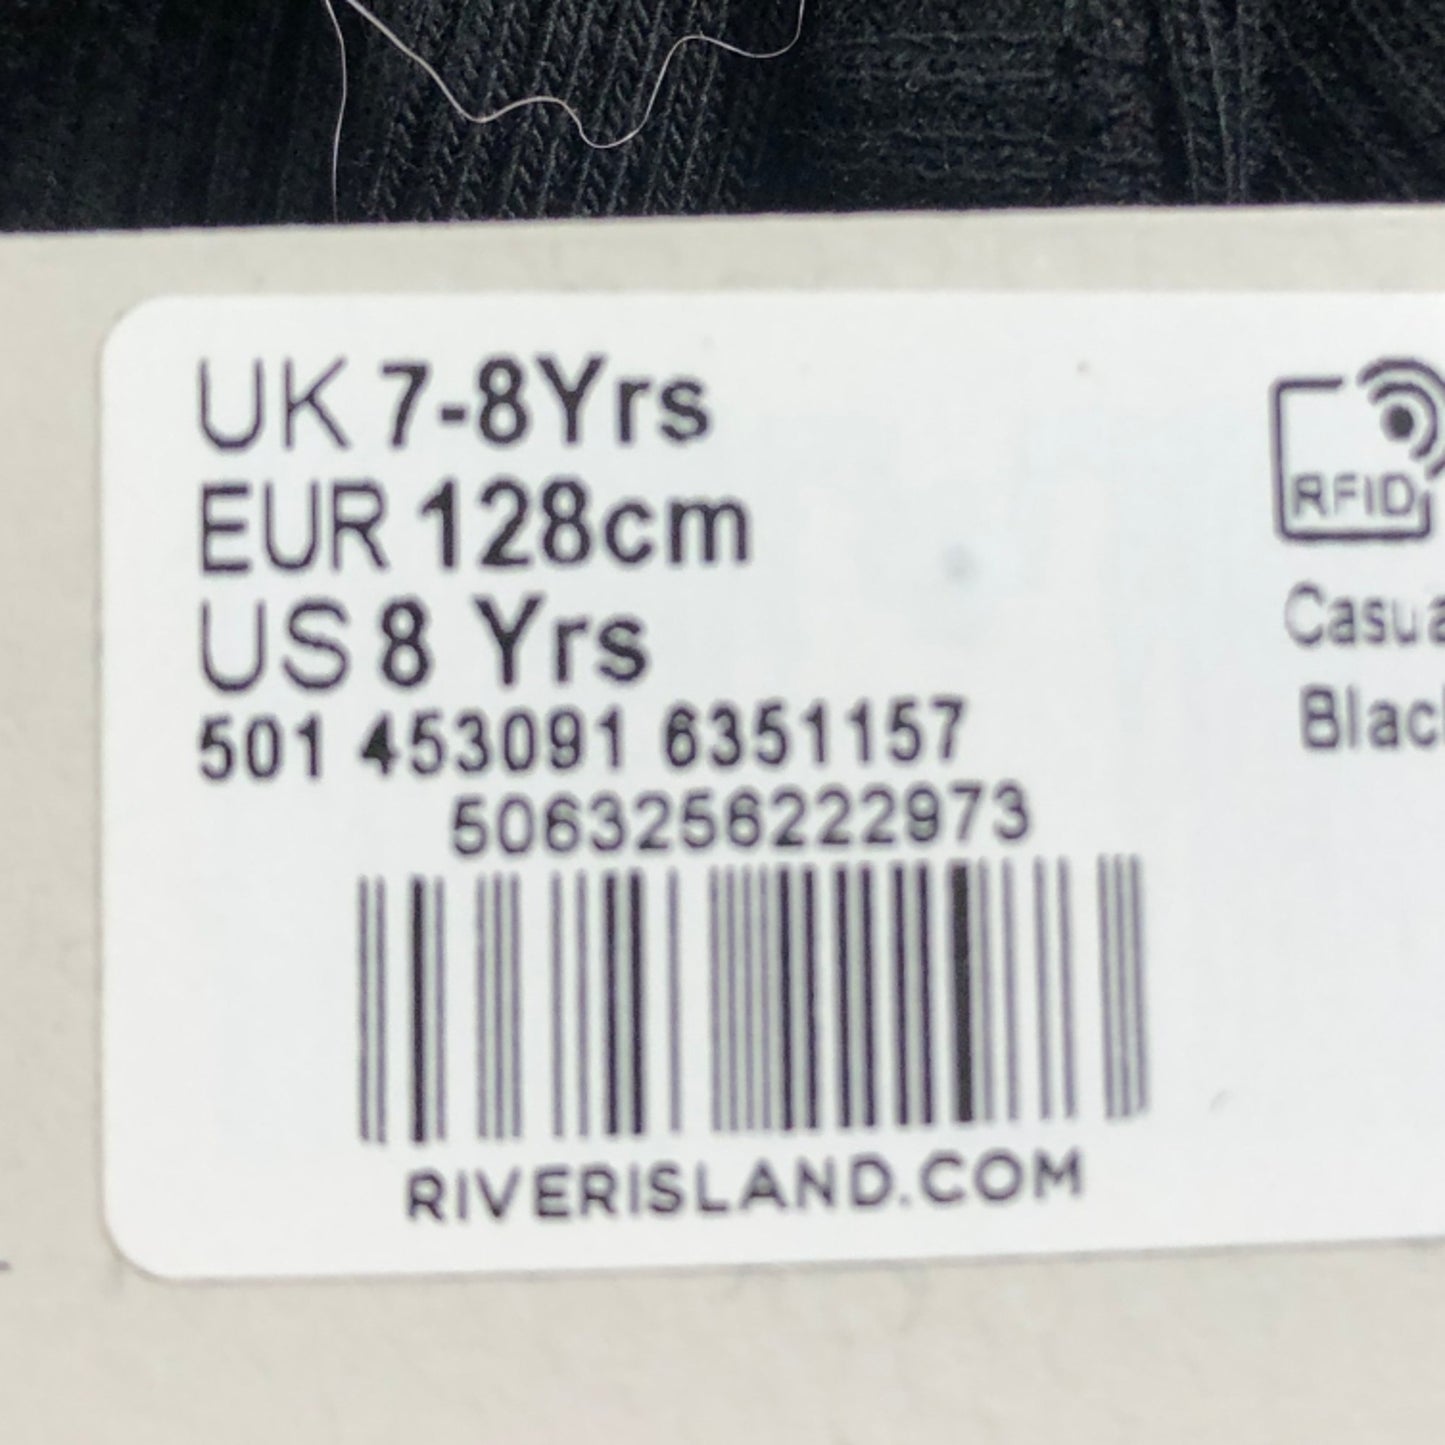 UK 7-8Yrs
EUR 128cm
US 8 Yrs
501 453091 6351157
5063256222973
RIVERISLAND.COM
RFID